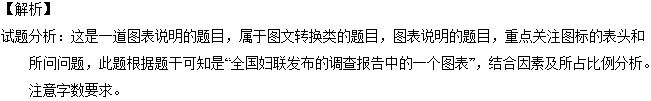 【解析】
试题分析：这是一道图表说明的题目，属于图文转换类的题目，图表说明的题目，重点关注图标的表头和
所问问题，此题根据题干可知是“全国妇联发布的调查报告中的一个图表”，结合因素及所占比例分析。
注意字数要求。